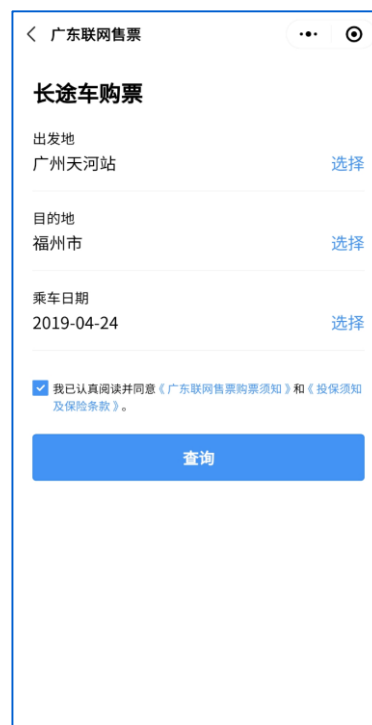 广东联网售票
长途车购票
出发地
广州天河站
选择
目的地
福州市
选择
乘车日期
2019-04-24
选择
我已认真阅读并同意《广东联网售票购票须知》和《投保须知
及保险条款》。
查询